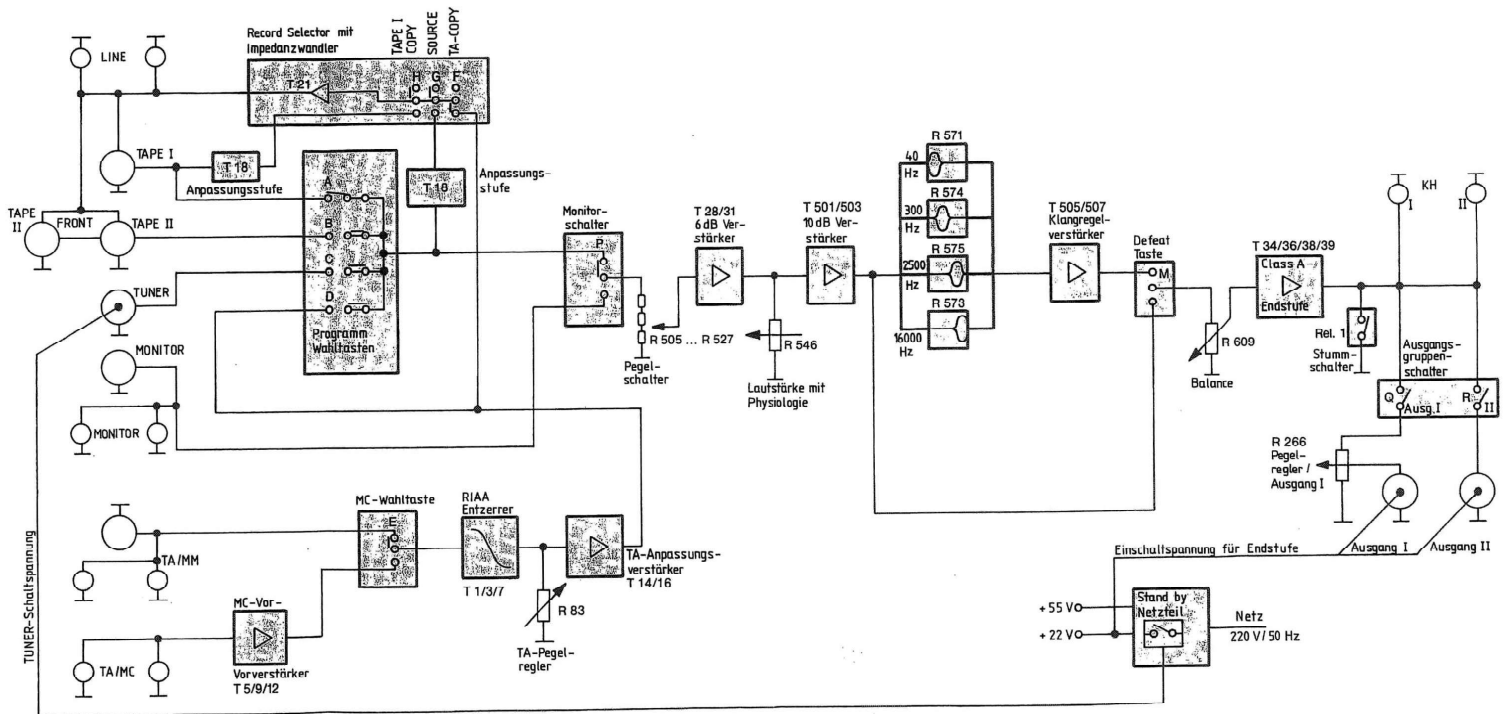 Record Selector mit
Impedanzwandler
TAPE I
COPY
SOURCE
TA-COPY
H
G
F
T 21
LINE
TAPE I
T 18
Anpassungsstufe
Anpassungs-
stufe
TAPE
II
FRONT
TAPE II
A
B
C
D
Programm
Wahltasten
TUNER
MONITOR
MONITOR
Monitor-
schalter
P
R 505 ... R 527
Pegel-
schalter
T 28/31
6 dB Ver-
stärker
R 546
Lautstärke mit
Physiologie
T 501/503
10 dB Ver-
stärker
R 571
40
Hz
R 574
300
Hz
R 575
2500
Hz
R 573
16000
Hz
T 505/507
Klangregel-
verstärker
Defeat
Taste
M
R 609
Balance
T 34/36/38/39
Class A
Endstufe
KH
I
II
Rel. 1
Stumm-
schalter
Ausgangs-
gruppen-
schalter
Q
Ausg. I
R
II
R 266
Pegel-
regler /
Ausgang I
Ausgang I
Ausgang II
Einschaltspannung für Endstufe
TUNER-Schaltspannung
TA/MM
TA/MC
MC-Vor-
Vorverstärker
T 5/9/12
MC-Wahltaste
E
RIAA
Entzerrer
T 1/3/7
R 83
TA-Pegel-
regler
TA-Anpassungs-
verstärker
T 14/16
+ 55 V
+ 22 V
Stand by
Netzteil
Netz
220 V/ 50 Hz